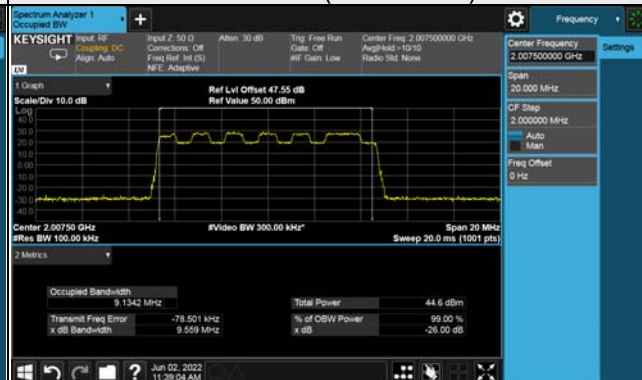 Spectrum Analyzer 1
Occupied BW
+
Frequency
KEYSIGHT
Input: RF
Coupling: DC
Align: Auto
Input Z: 50 Ω
Corrections: Off
Freq Ref: Int (S)
NFE: Adaptive
Atten: 30 dB
Trig: Free Run
Gate: Off
#IF Gain: Low
Center Freq: 2.007500000 GHz
Avg|Hold:>10/10
Radio Std: None
Center Frequency
2.007500000 GHz
Settings
Span
20.000 MHz
CF Step
2.000000 MHz
Auto
Man
Freq Offset
0 Hz
LW
1 Graph
Scale/Div 10.0 dB
Ref Lvl Offset 47.55 dB
Ref Value 50.00 dBm
Log
40.0
30.0
20.0
10.0
0.00
-10.0
-20.0
-30.0
-40.0
Center 2.00750 GHz
#Res BW 100.00 kHz
#Video BW 300.00 kHz*
Span 20 MHz
Sweep 20.0 ms (1001 pts)
2 Metrics
Occupied Bandwidth
9.1342 MHz
Total Power
44.6 dBm
Transmit Freq Error
-78.501 kHz
% of OBW Power
99.00 %
x dB Bandwidth
9.559 MHz
x dB
-26.00 dB
?
Jun 02, 2022
11:39:04 AM